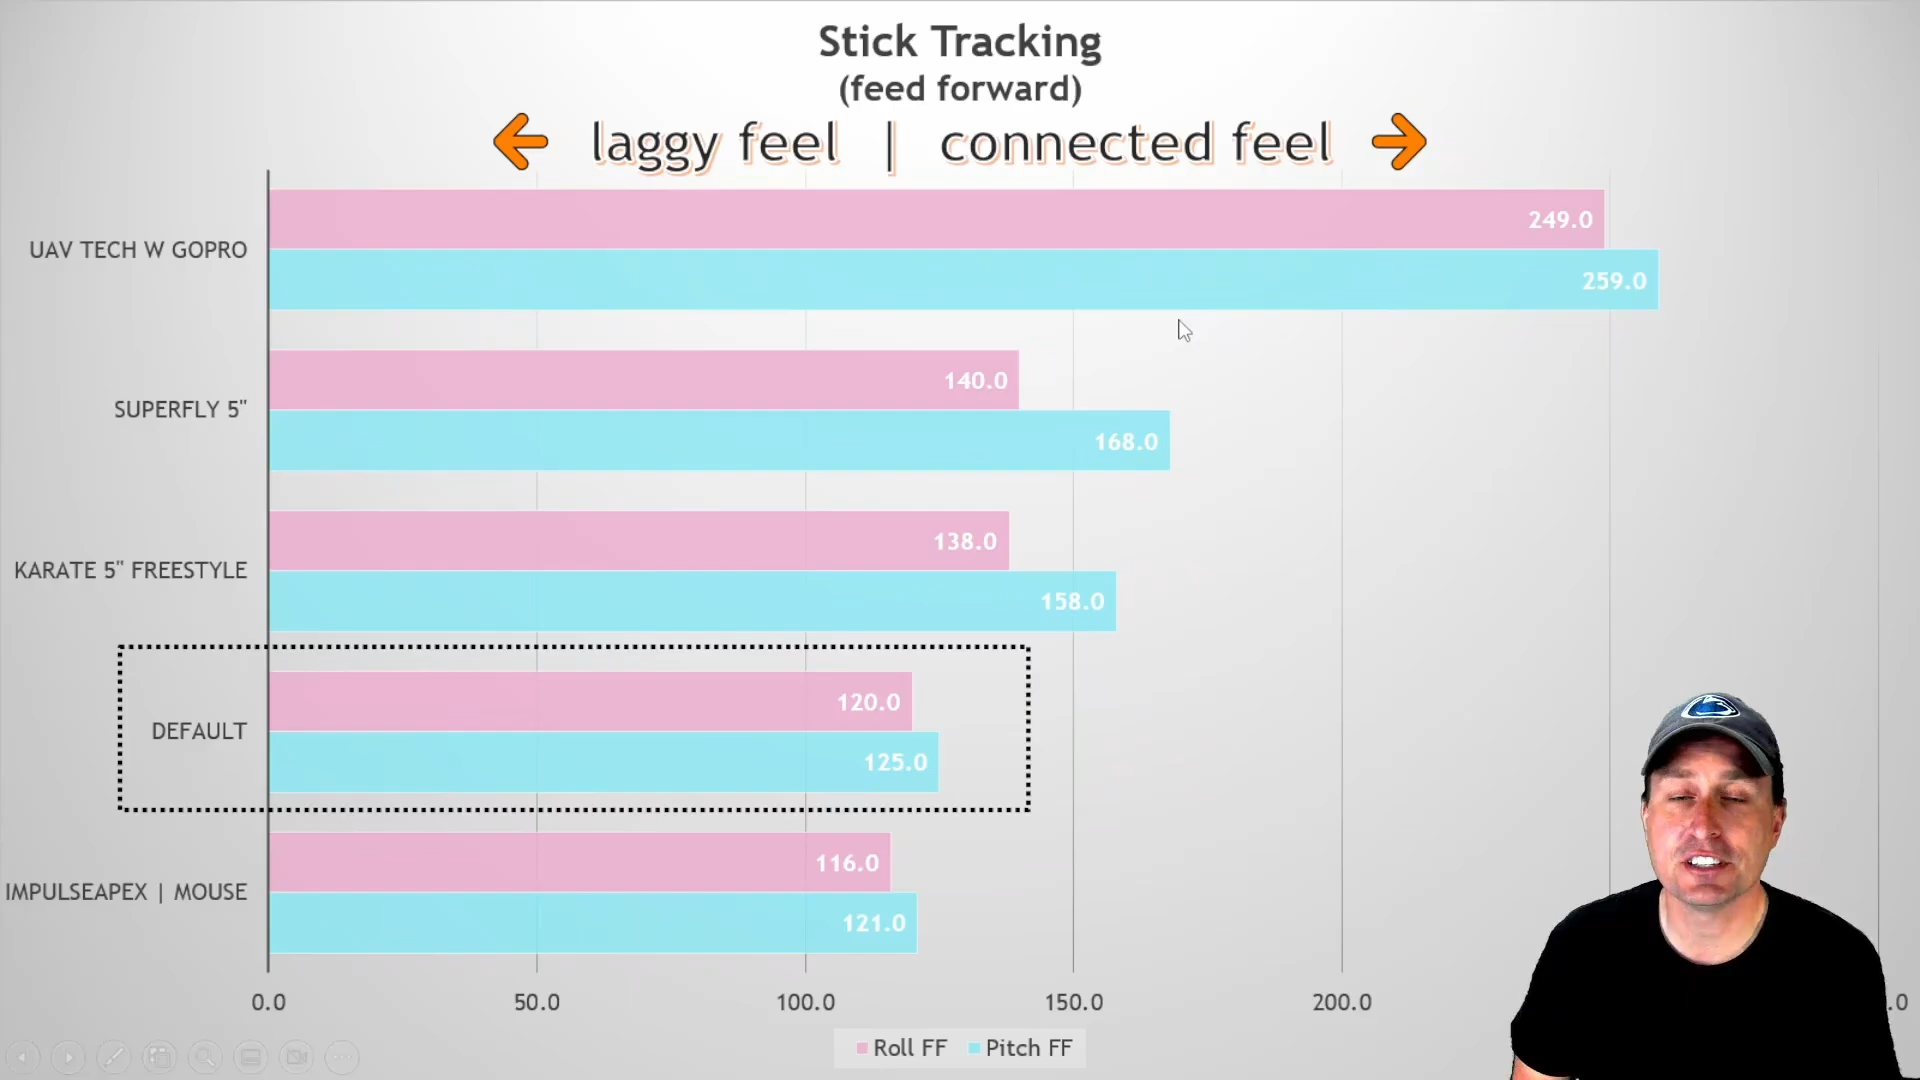 Stick Tracking
(feed forward)
laggy feel | connected feel
UAV TECH W GOPRO
249.0
259.0
SUPERFLY 5"
140.0
168.0
KARATE 5" FREESTYLE
138.0
158.0
DEFAULT
120.0
125.0
IMPULSEAPEX | MOUSE
116.0
121.0
0.0 50.0 100.0 150.0 200.0
Roll FF Pitch FF